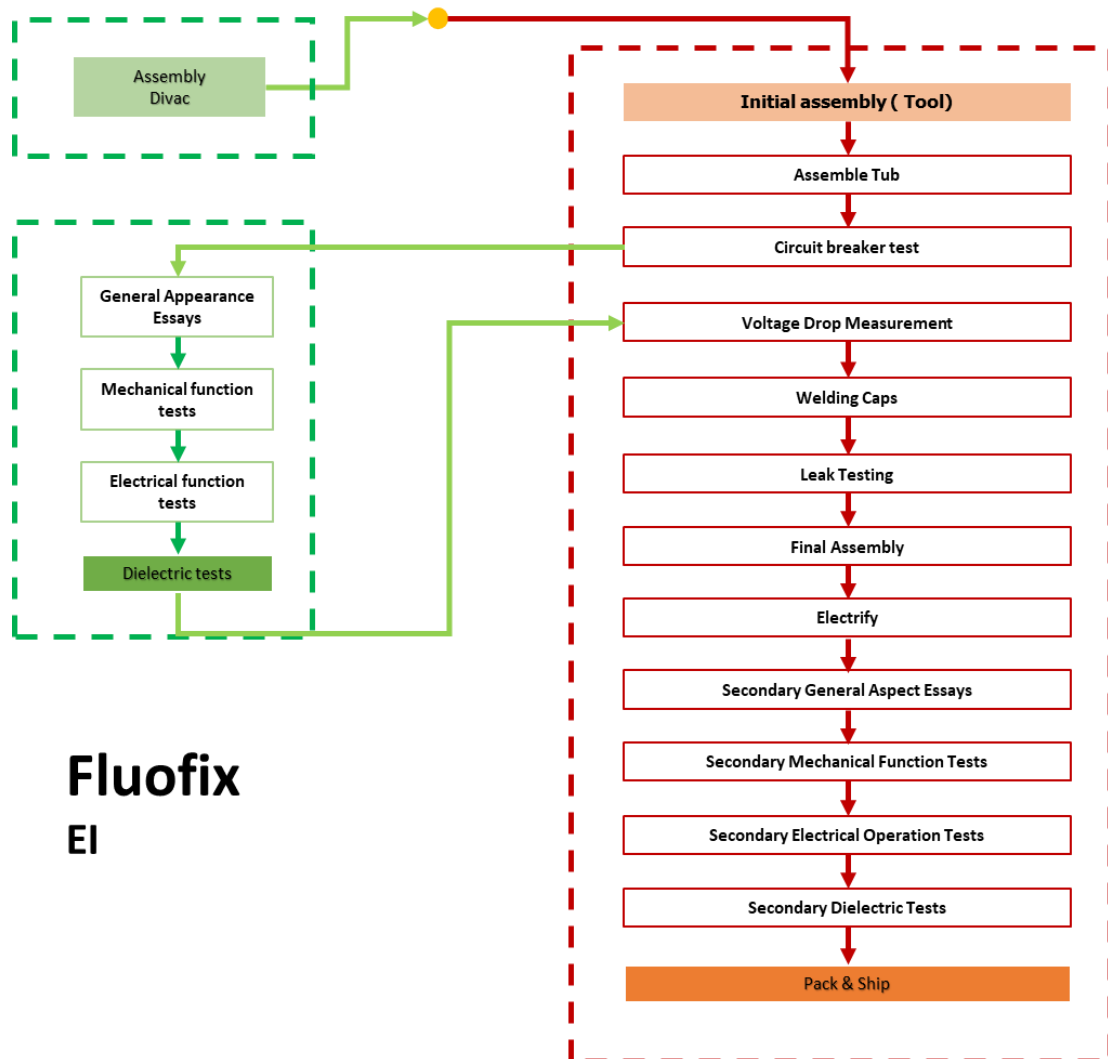 Assembly
Divac
Initial assembly ( Tool)
Assemble Tub
Circuit breaker test
General Appearance
Essays
Mechanical function
tests
Electrical function
tests
Dielectric tests
Voltage Drop Measurement
Welding Caps
Leak Testing
Final Assembly
Electrify
Secondary General Aspect Essays
Secondary Mechanical Function Tests
Secondary Electrical Operation Tests
Secondary Dielectric Tests
Pack & Ship
Fluofix
EI